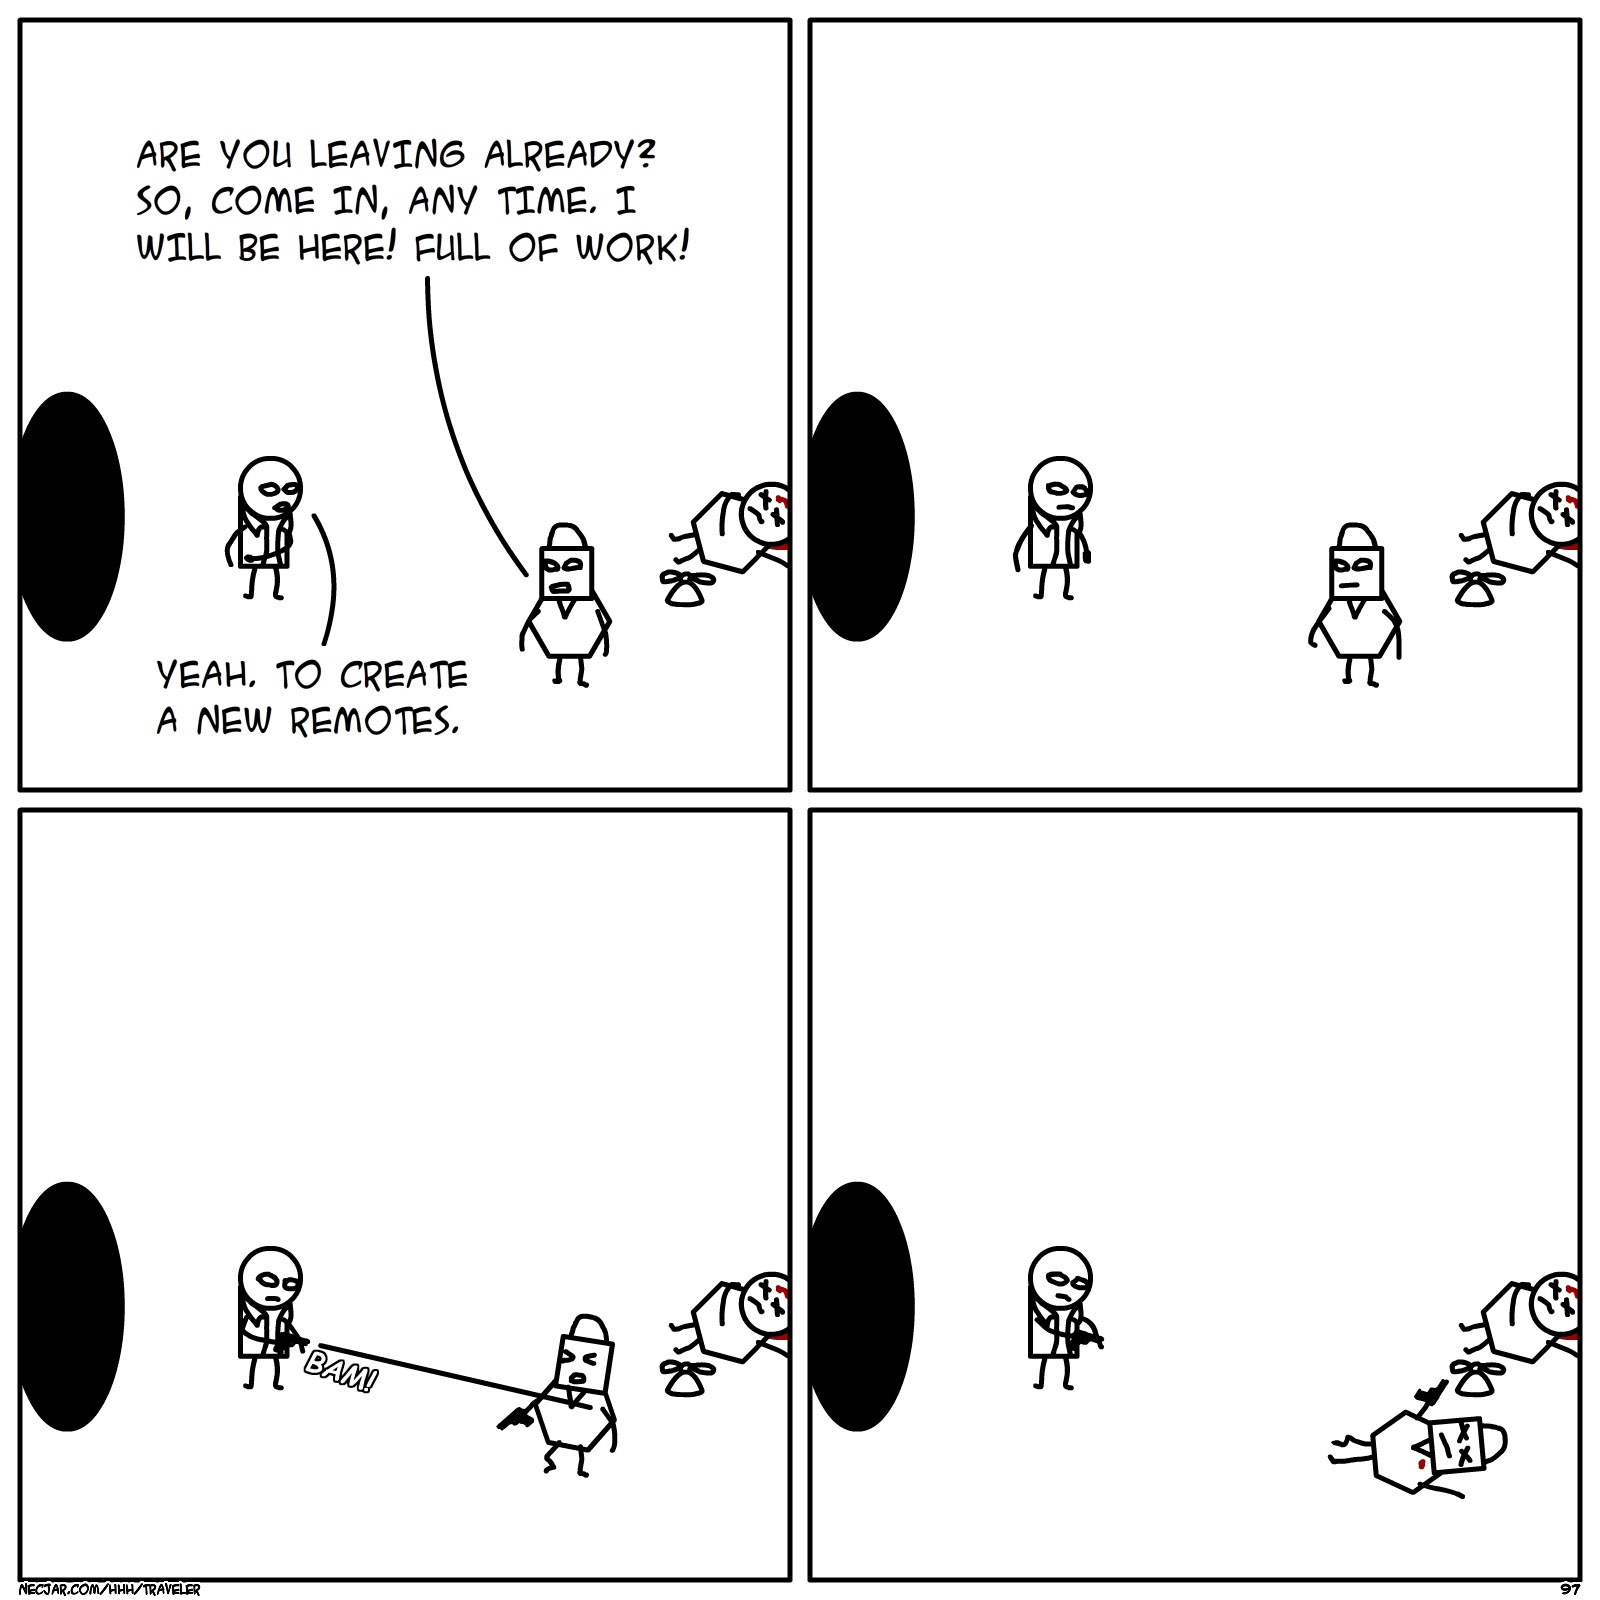 ARE YOU LEAVING ALREADY?
SO, COME IN, ANY TIME. I
WILL BE HERE! FULL OF WORK!
YEAH. TO CREATE
A NEW REMOTES.
BAM!
NECJAR.COM/HHH/TRAVELER
97